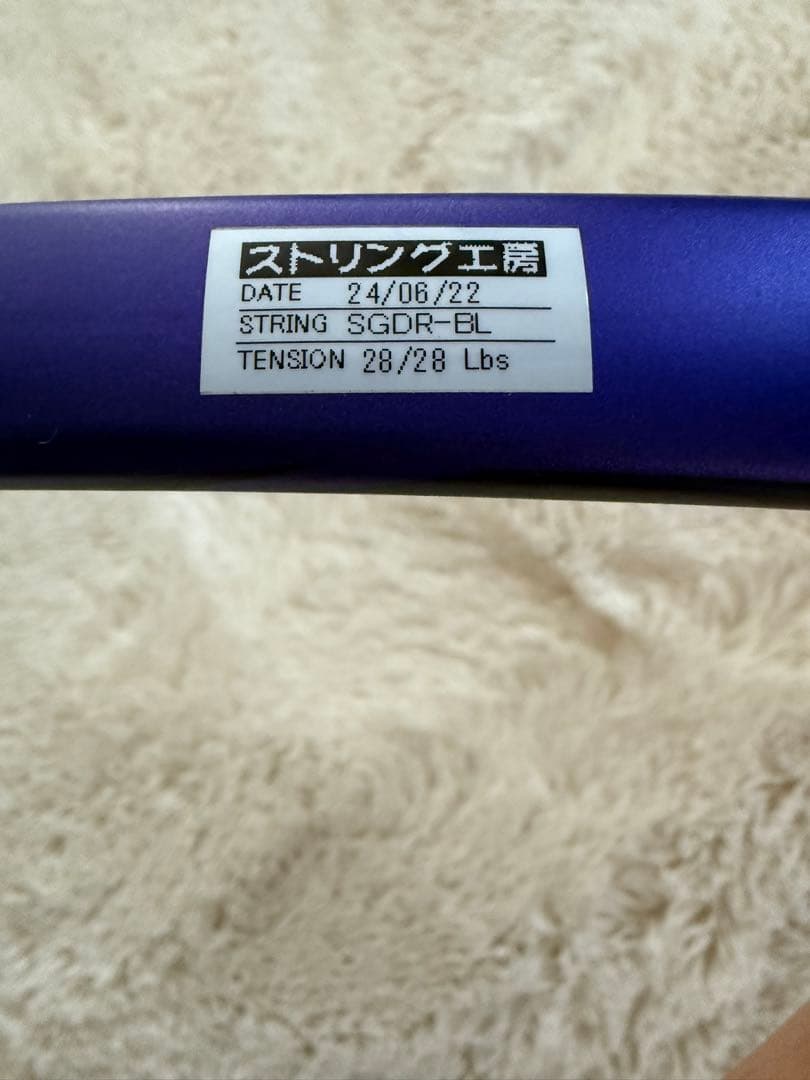 ストリング工房
DATE 24/06/22
STRING SGDR-BL
TENSION 28/28 Lbs